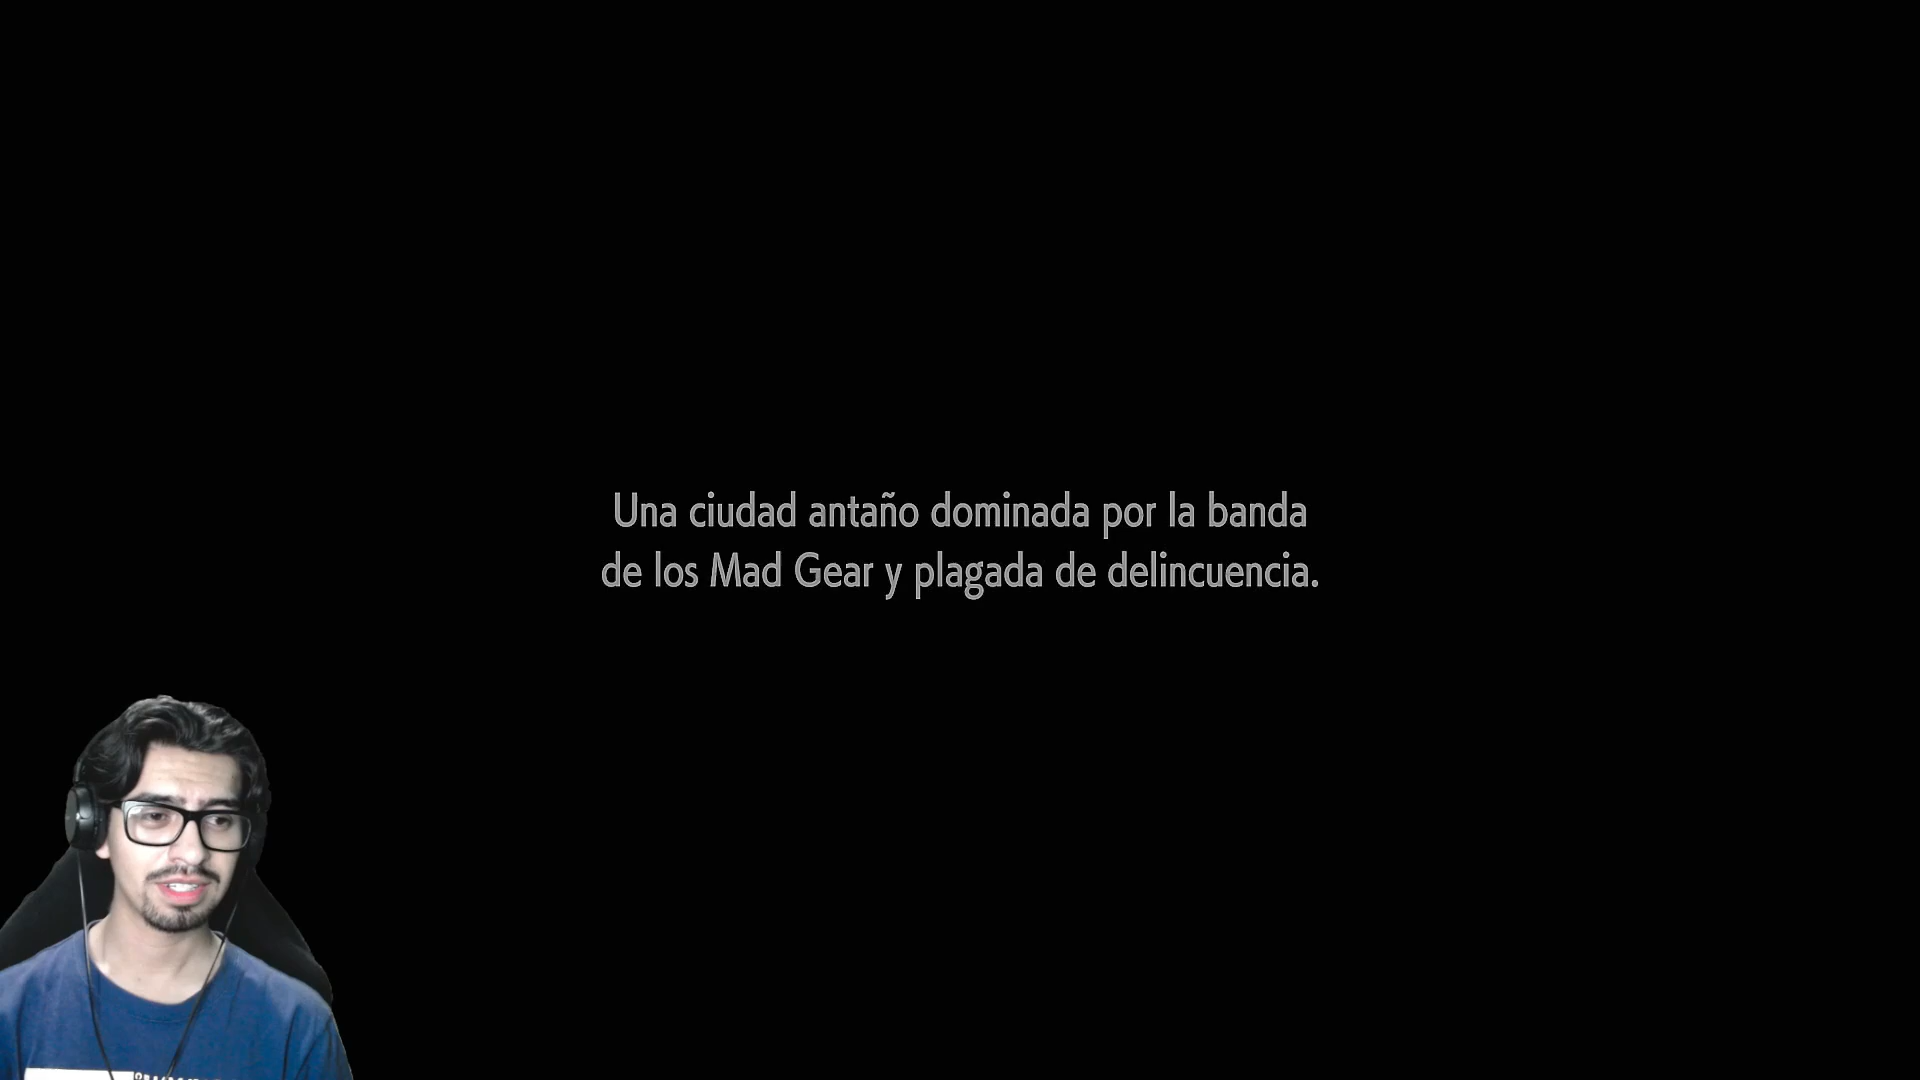 Una ciudad antaño dominada por la banda
de los Mad Gear y plagada de delincuencia.